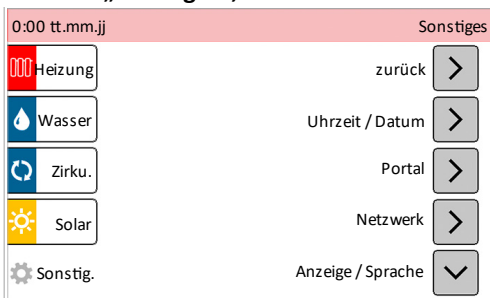 0:00 tt.mm.jj Sonstiges
Heizung zurück
Wasser Uhrzeit / Datum
Zirku. Portal
Solar Netzwerk
Sonstig. Anzeige / Sprache